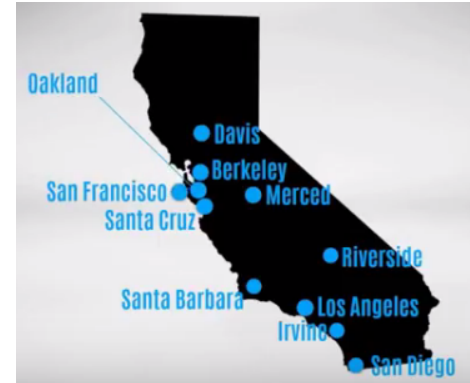 Oakland
Davis
Berkeley
San Francisco
Merced
Santa Cruz
Riverside
Santa Barbara
Los Angeles
Irvine
San Diego